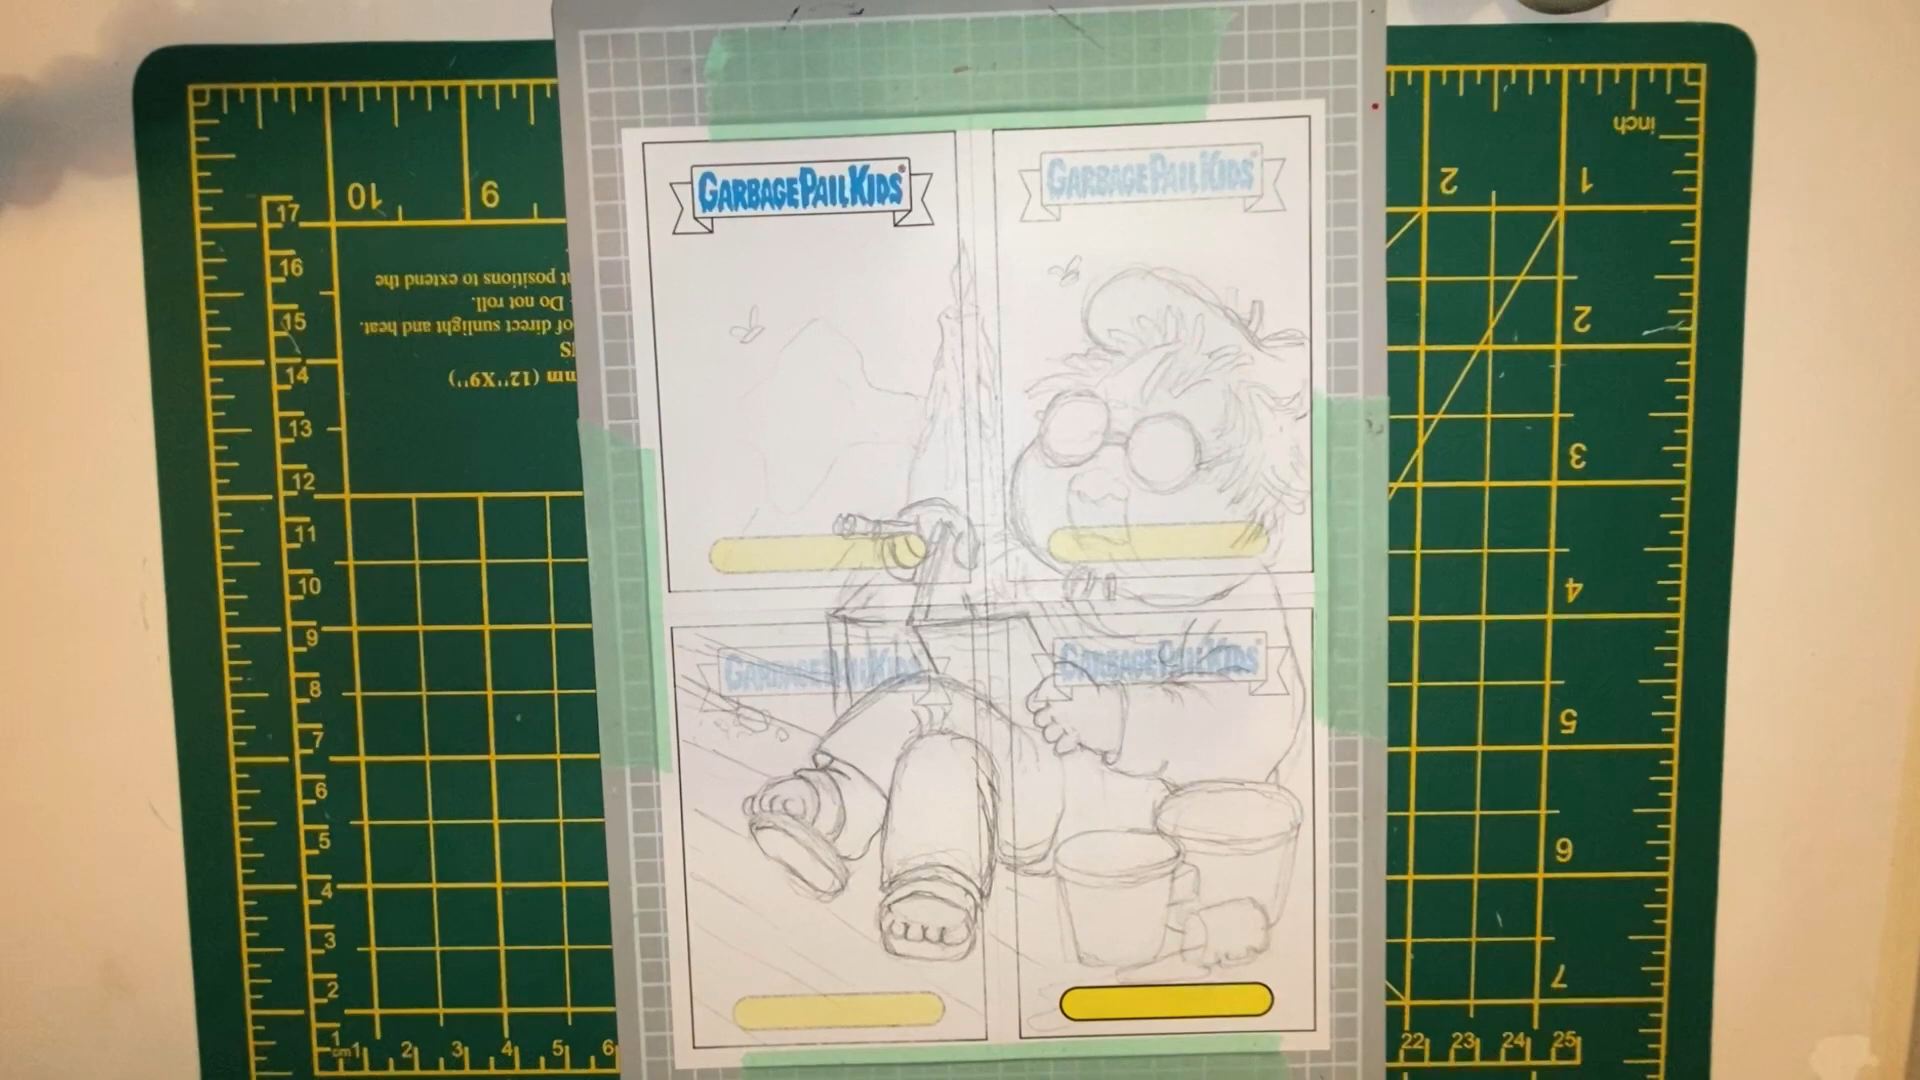 GARBAGE PAIL KIDS®
GARBAGE PAIL KIDS®
GARBAGE PAIL KIDS
GARBAGE PAIL KIDS
inch
10 9 2 1
2
3
4
5
6
7
17
16
15
14
13
12
11
10
9
8
7
6
5
4
3
2
1
cm 1 2 3 4 5 6
22 23 24 25
positions to extend the
Do not roll.
of direct sunlight and heat.
(12"X9")